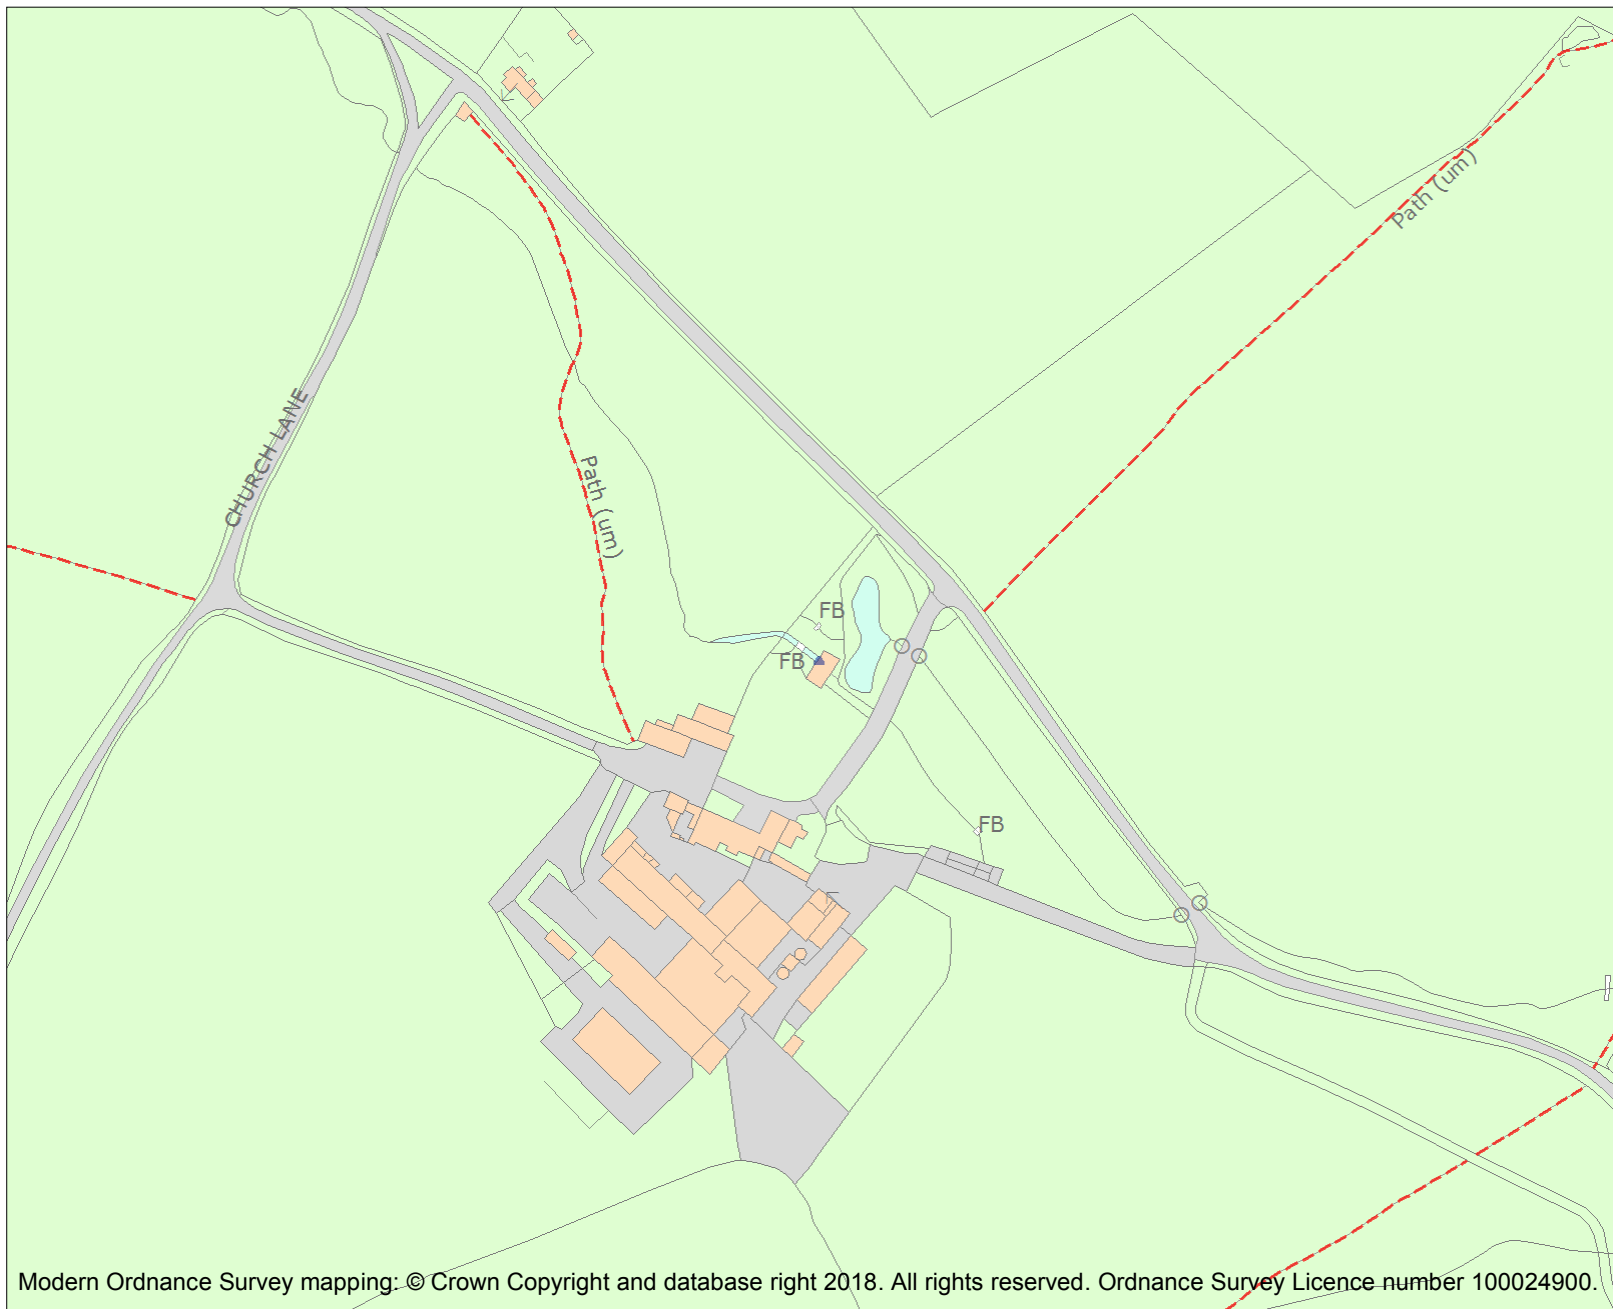 Path (um)
CHURCH LANE
Path (um)
FB
FB
FB
Modern Ordnance Survey mapping: © Crown Copyright and database right 2018. All rights reserved. Ordnance Survey Licence number 100024900.